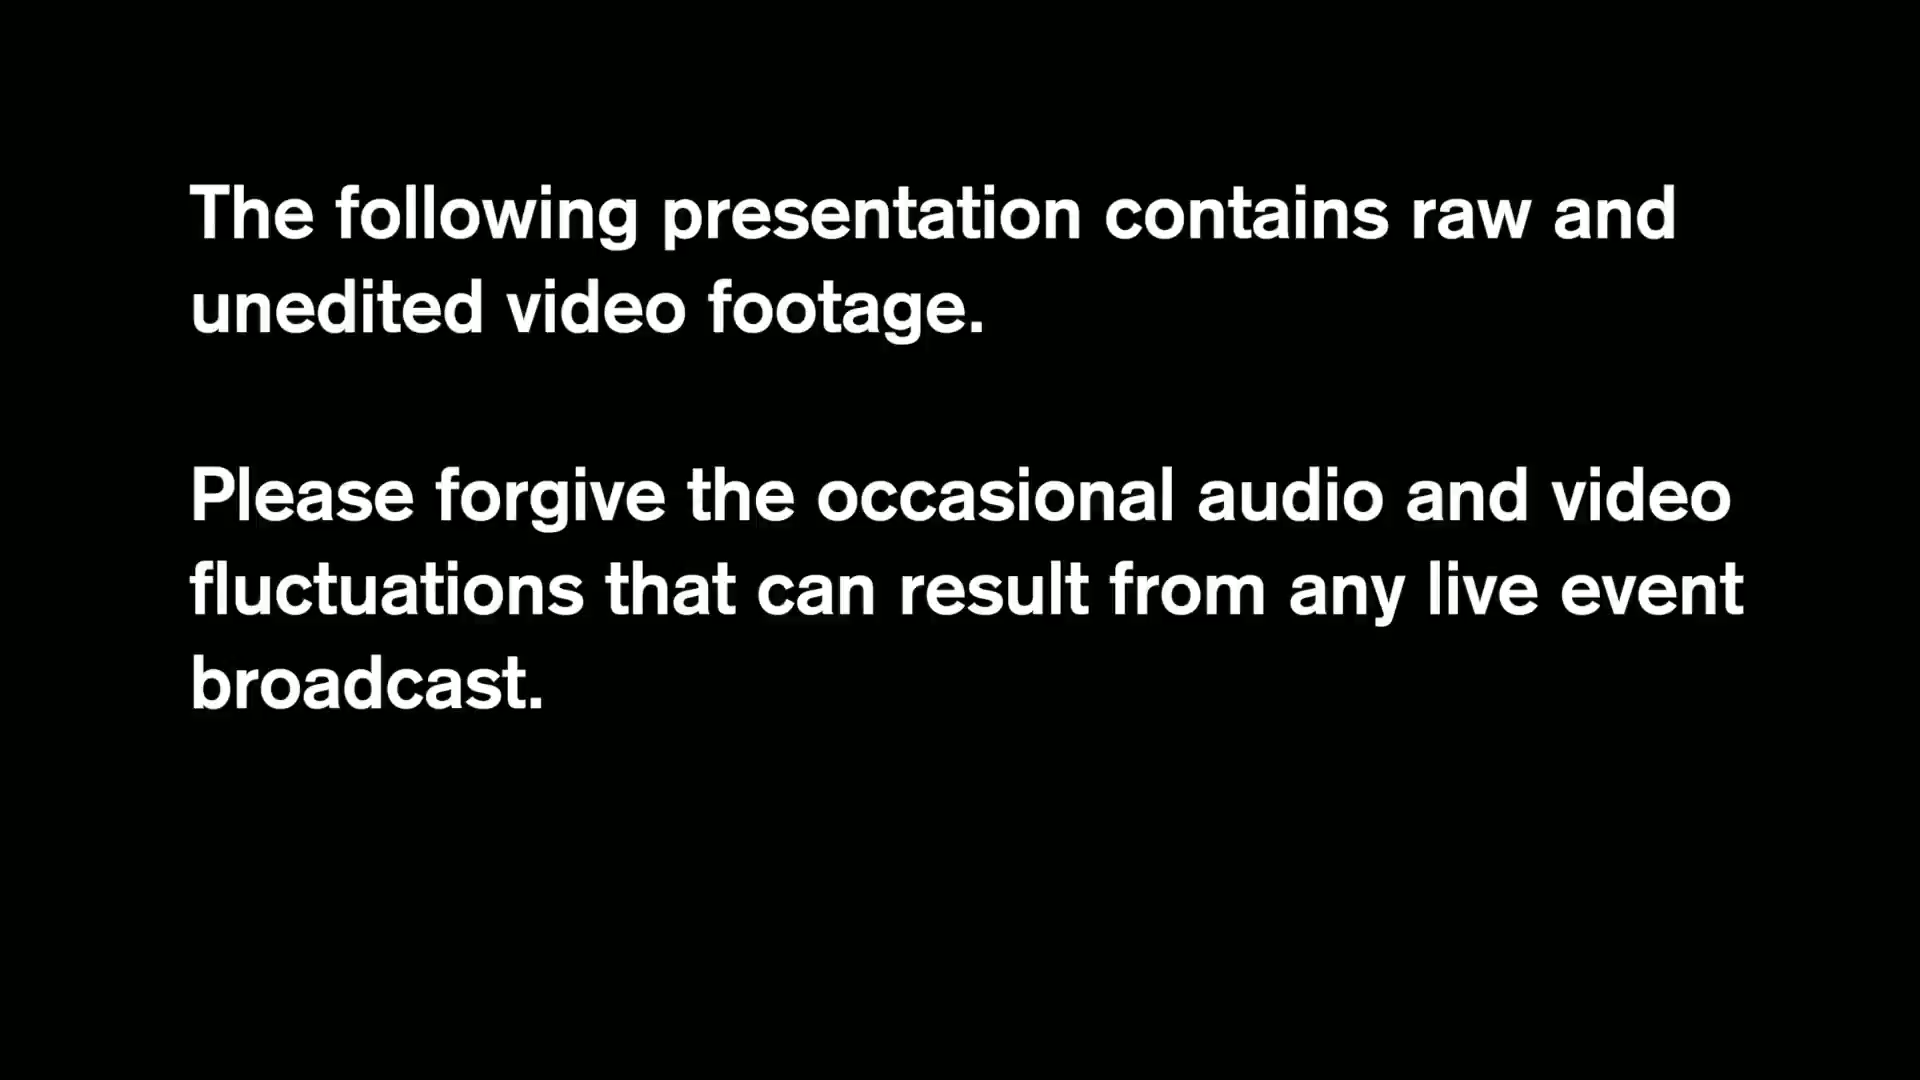 The following presentation contains raw and
unedited video footage.
Please forgive the occasional audio and video
fluctuations that can result from any live event
broadcast.